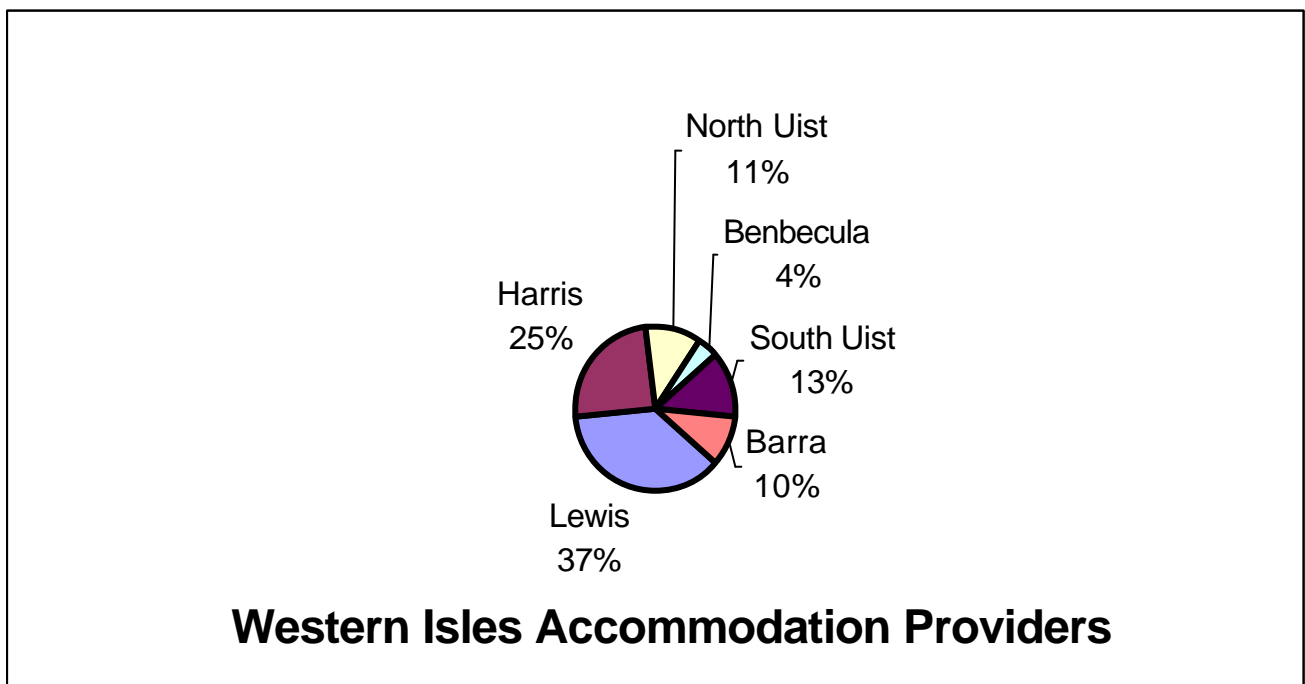 North Uist
11%
Benbecula
4%
Harris
25%
South Uist
13%
Barra
10%
Lewis
37%
Western Isles Accommodation Providers